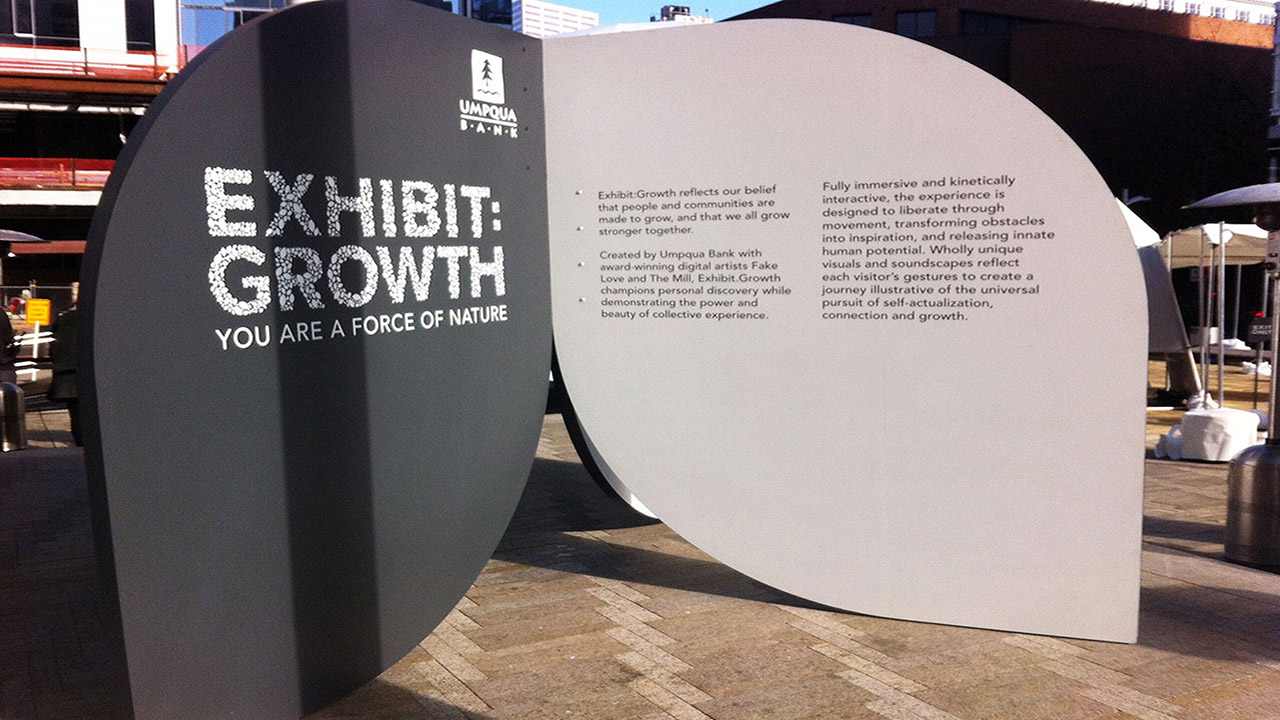 UMPQUA
B·A·N·K
EXHIBIT:
GROWTH
YOU ARE A FORCE OF NATURE
Exhibit:Growth reflects our belief
that people and communities are
made to grow, and that we all grow
stronger together.
Created by Umpqua Bank with
award-winning digital artists Fake
Love and The Mill, Exhibit.Growth
champions personal discovery while
demonstrating the power and
beauty of collective experience.
Fully immersive and kinetically
interactive, the experience is
designed to liberate through
movement, transforming obstacles
into inspiration, and releasing innate
human potential. Wholly unique
visuals and soundscapes reflect
each visitor's gestures to create a
journey illustrative of the universal
pursuit of self-actualization,
connection and growth.
EXIT
ONLY